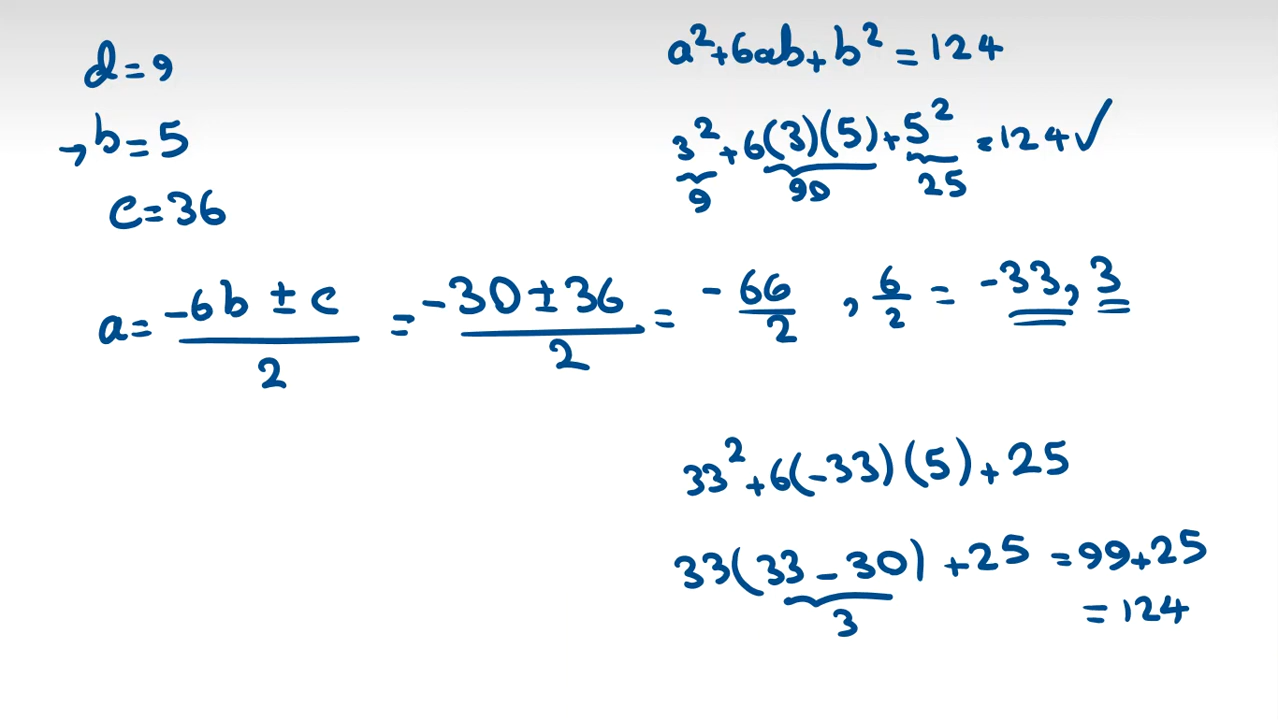 d=9
→b=5
c=36
a²+6ab+b²=124
3²+6(3)(5)+5²=124✓
9 90 25
a= (-6b±c)/2 = (-30±36)/2 = -66/2, 6/2 = -33, 3
33²+6(-33)(5)+25
33(33-30)+25 =99+25
3 =124